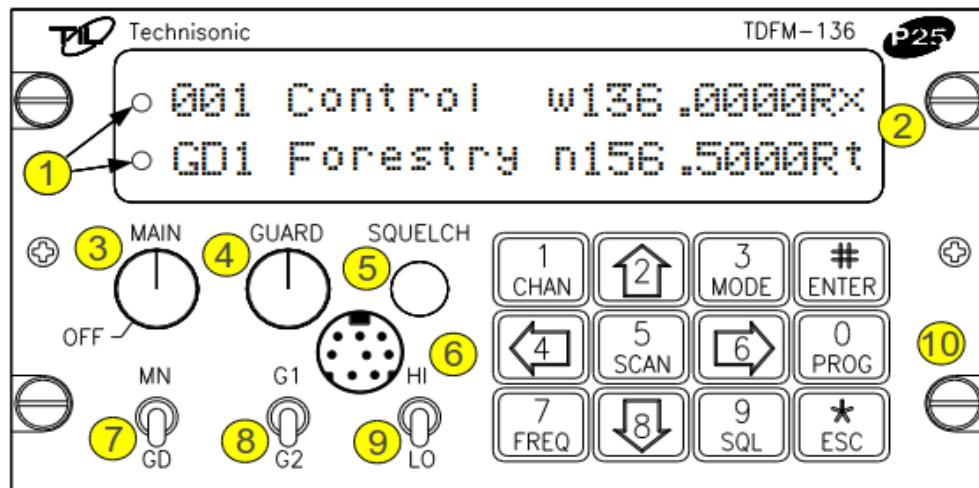 TiL Technisonic TDFM-136 P25
001 Control w136.0000Rx
GD1 Forestry n156.5000Rt
1
2
3 MAIN 4 GUARD 5 SQUELCH
OFF
6
MN G1 HI
7 8 9
GD G2 LO
1 CHAN 2 3 MODE # ENTER
4 5 SCAN 6 0 PROG
7 FREQ 8 9 SQL * ESC
10